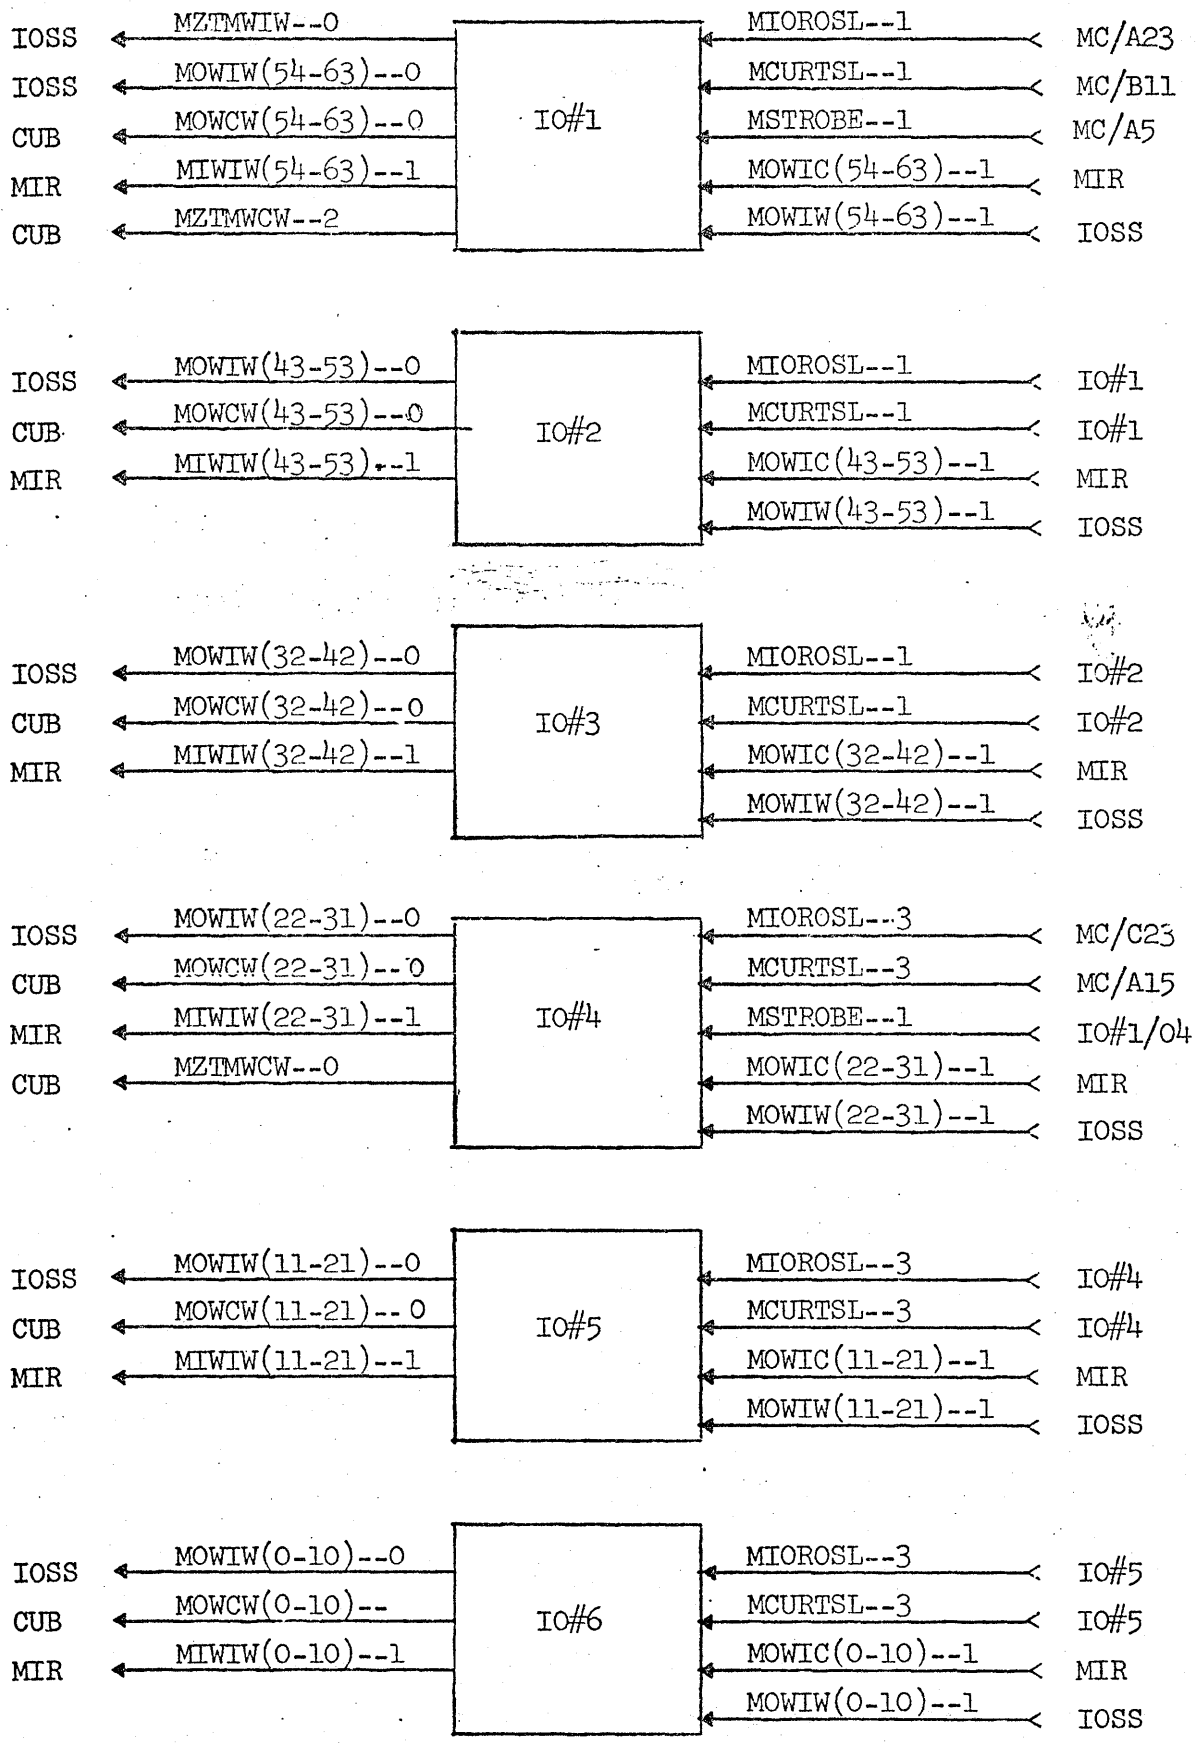 IOSS MZTMWIW--0 MIOROSL--1 MC/A23
IOSS MOWIW(54-63)--0 MCURTSL--1 MC/B11
CUB MOWCW(54-63)--0 IO#1 MSTROBE--1 MC/A5
MIR MIWIW(54-63)--1 MOWIC(54-63)--1 MIR
CUB MZTMWCW--2 MOWIW(54-63)--1 IOSS
IOSS MOWIW(43-53)--0 MIOROSL--1 IO#1
CUB MOWCW(43-53)--0 IO#2 MCURTSL--1 IO#1
MIR MIWIW(43-53)--1 MOWIC(43-53)--1 MIR
MOWIW(43-53)--1 IOSS
IOSS MOWIW(32-42)--0 MIOROSL--1 IO#2
CUB MOWCW(32-42)--0 IO#3 MCURTSL--1 IO#2
MIR MIWIW(32-42)--1 MOWIC(32-42)--1 MIR
MOWIW(32-42)--1 IOSS
IOSS MOWIW(22-31)--0 MIOROSL--3 MC/C23
CUB MOWCW(22-31)--0 MCURTSL--3 MC/A15
MIR MIWIW(22-31)--1 IO#4 MSTROBE--1 IO#1/04
CUB MZTMWCW--0 MOWIC(22-31)--1 MIR
MOWIW(22-31)--1 IOSS
IOSS MOWIW(11-21)--0 MIOROSL--3 IO#4
CUB MOWCW(11-21)--0 IO#5 MCURTSL--3 IO#4
MIR MIWIW(11-21)--1 MOWIC(11-21)--1 MIR
MOWIW(11-21)--1 IOSS
IOSS MOWIW(0-10)--0 MIOROSL--3 IO#5
CUB MOWCW(0-10)-- IO#6 MCURTSL--3 IO#5
MIR MIWIW(0-10)--1 MOWIC(0-10)--1 MIR
MOWIW(0-10)--1 IOSS